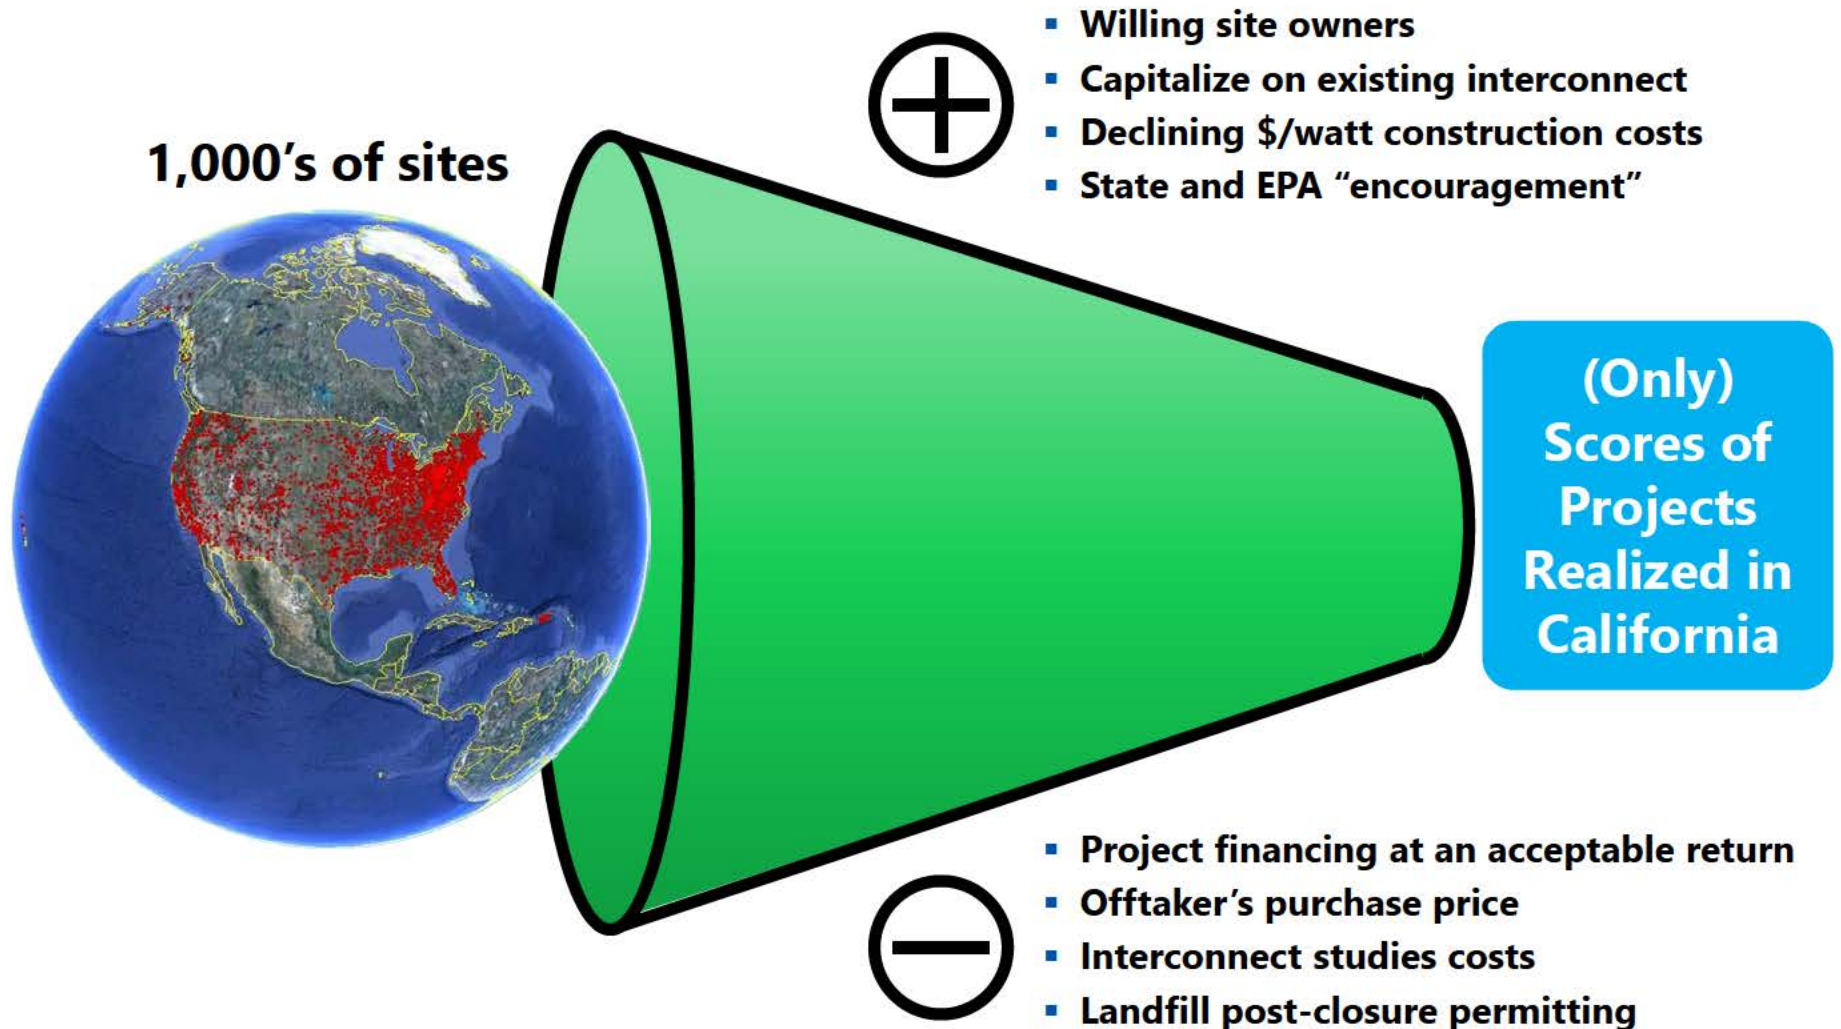 1,000’s of sites
▪ Willing site owners
▪ Capitalize on existing interconnect
▪ Declining $/watt construction costs
▪ State and EPA “encouragement”
(Only)
Scores of
Projects
Realized in
California
▪ Project financing at an acceptable return
▪ Offtaker’s purchase price
▪ Interconnect studies costs
▪ Landfill post-closure permitting